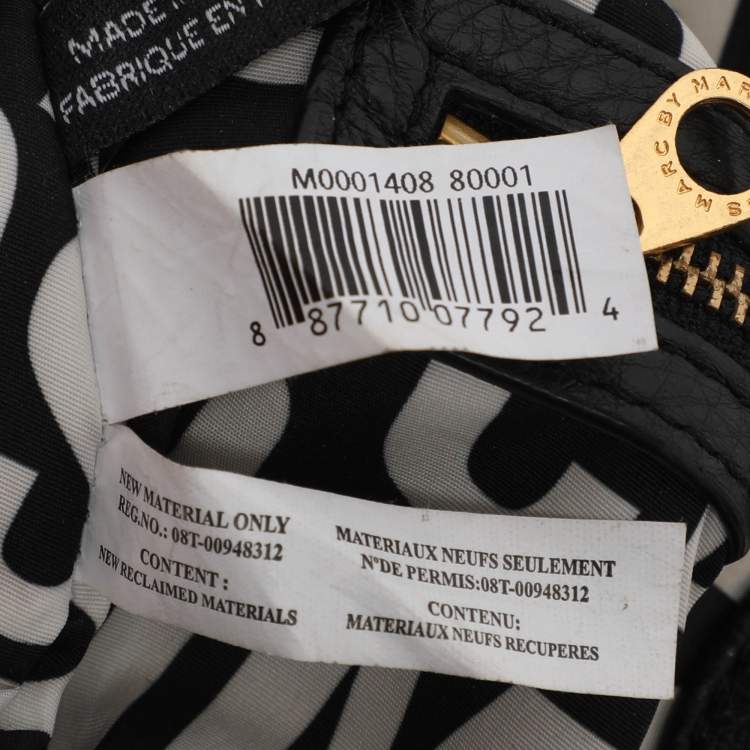 MADE
FABRIQUE EN
MARC BY MAR
M0001408 80001
8 87710 07792 4
NEW MATERIAL ONLY
REG.NO.: 08T-00948312
CONTENT :
NEW RECLAIMED MATERIALS
MATERIAUX NEUFS SEULEMENT
N°DE PERMIS:08T-00948312
CONTENU:
MATERIAUX NEUFS RECUPERES